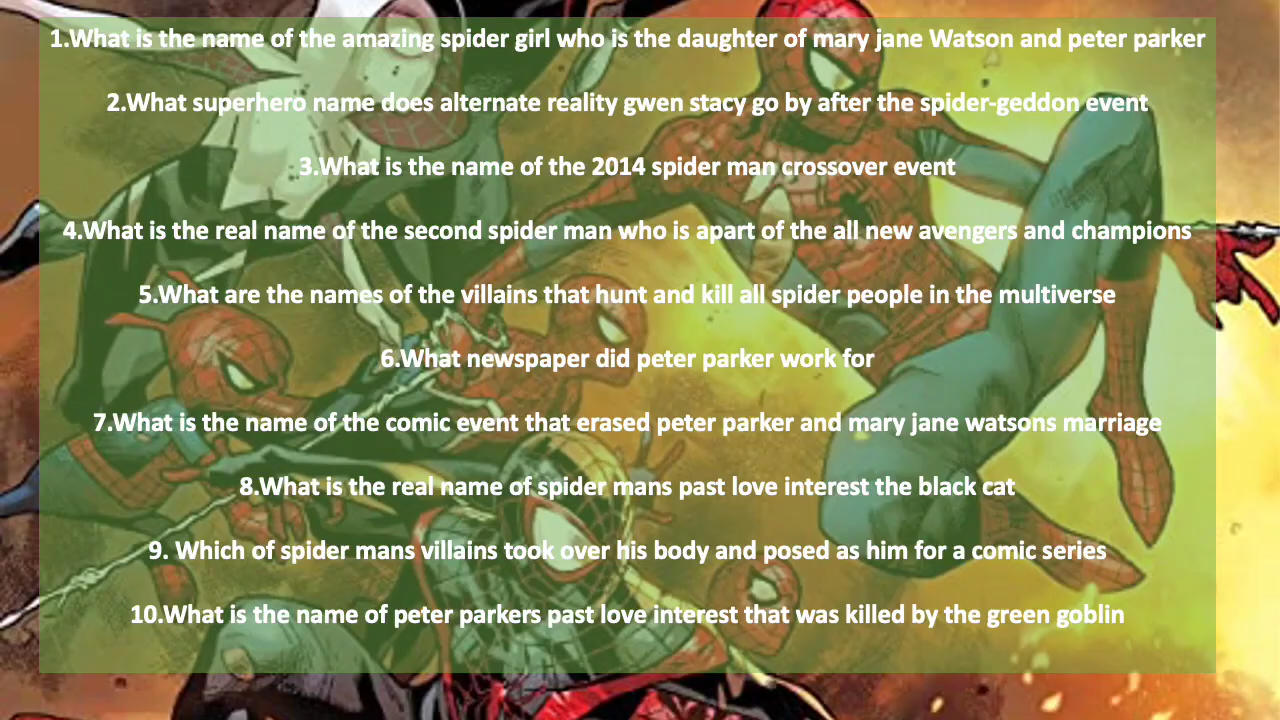 1.What is the name of the amazing spider girl who is the daughter of mary jane Watson and peter parker
2.What superhero name does alternate reality gwen stacy go by after the spider-geddon event
3.What is the name of the 2014 spider man crossover event
4.What is the real name of the second spider man who is apart of the all new avengers and champions
5.What are the names of the villains that hunt and kill all spider people in the multiverse
6.What newspaper did peter parker work for
7.What is the name of the comic event that erased peter parker and mary jane watsons marriage
8.What is the real name of spider mans past love interest the black cat
9. Which of spider mans villains took over his body and posed as him for a comic series
10.What is the name of peter parkers past love interest that was killed by the green goblin